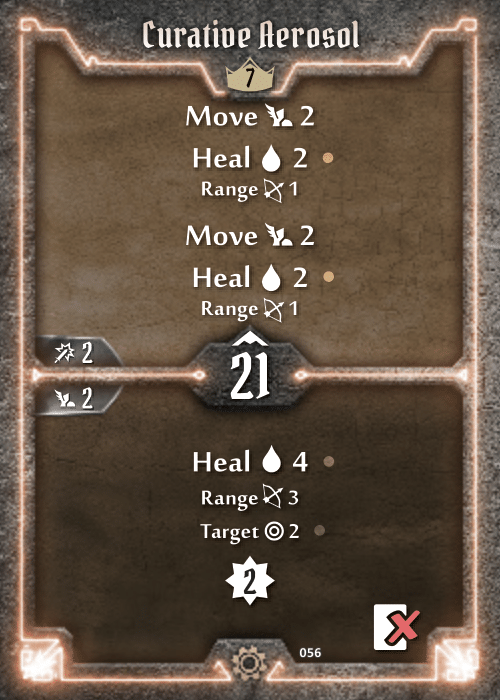 Curative Aerosol
7
Move 2
Heal 2
Range 1
Move 2
Heal 2
Range 1
2
21
2
Heal 4
Range 3
Target 2
2
056